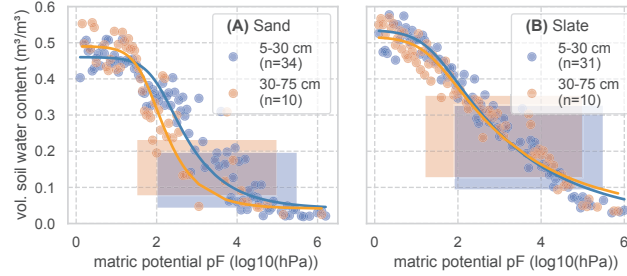 (A) Sand
5-30 cm
(n=34)
30-75 cm
(n=10)
(B) Slate
5-30 cm
(n=31)
30-75 cm
(n=10)
vol. soil water content (m³/m³)
0.6
0.5
0.4
0.3
0.2
0.1
0.0
0 2 4 6
0 2 4 6
matric potential pF (log10(hPa))
matric potential pF (log10(hPa))